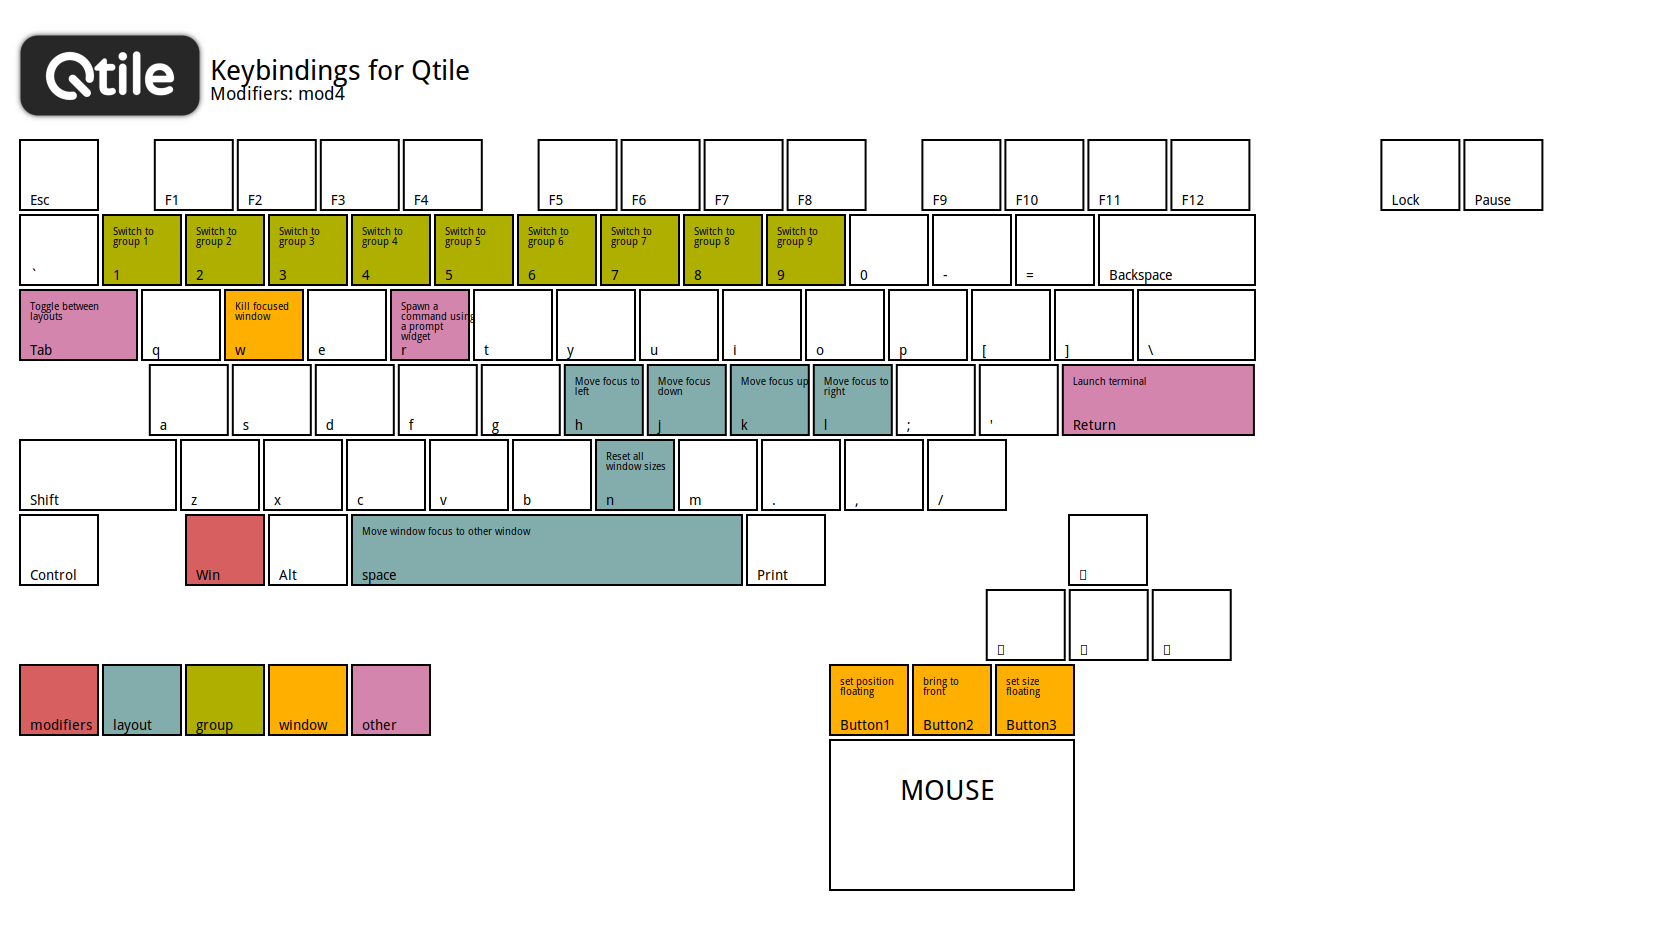 Qtile
Keybindings for Qtile
Modifiers: mod4
Esc
F1
F2
F3
F4
F5
F6
F7
F8
F9
F10
F11
F12
Lock
Pause
`
Switch to
group 1
1
Switch to
group 2
2
Switch to
group 3
3
Switch to
group 4
4
Switch to
group 5
5
Switch to
group 6
6
Switch to
group 7
7
Switch to
group 8
8
Switch to
group 9
9
0
-
=
Backspace
Toggle between
layouts
Tab
q
Kill focused
window
w
e
Spawn a
command using
a prompt
widget
r
t
y
u
i
o
p
[
]
\
a
s
d
f
g
Move focus to
left
h
Move focus
down
j
Move focus up
k
Move focus to
right
l
;
'
Launch terminal
Return
Shift
z
x
c
v
b
Reset all
window sizes
n
m
.
,
/
Control
Win
Alt
Move window focus to other window
space
Print
modifiers
layout
group
window
other
set position
floating
Button1
bring to
front
Button2
set size
floating
Button3
MOUSE